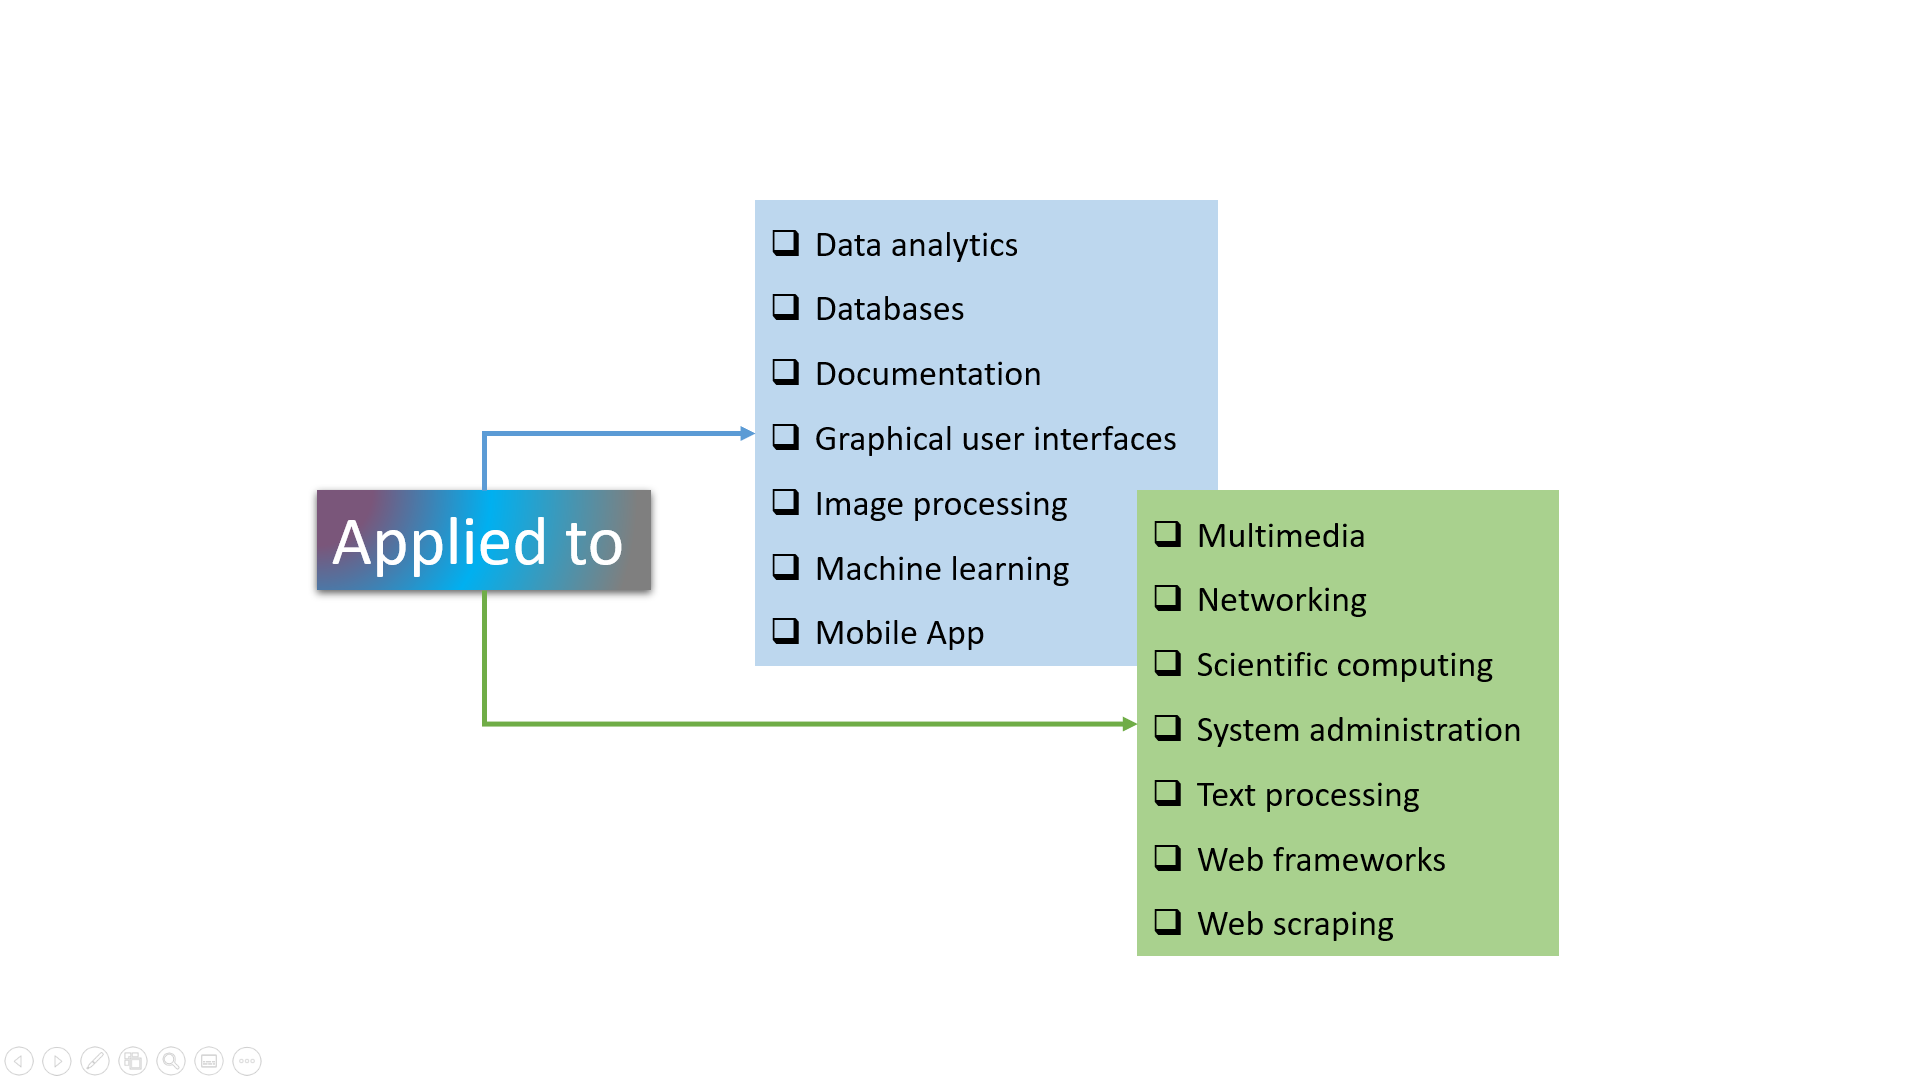 Applied to
❑ Data analytics
❑ Databases
❑ Documentation
❑ Graphical user interfaces
❑ Image processing
❑ Machine learning
❑ Mobile App
❑ Multimedia
❑ Networking
❑ Scientific computing
❑ System administration
❑ Text processing
❑ Web frameworks
❑ Web scraping